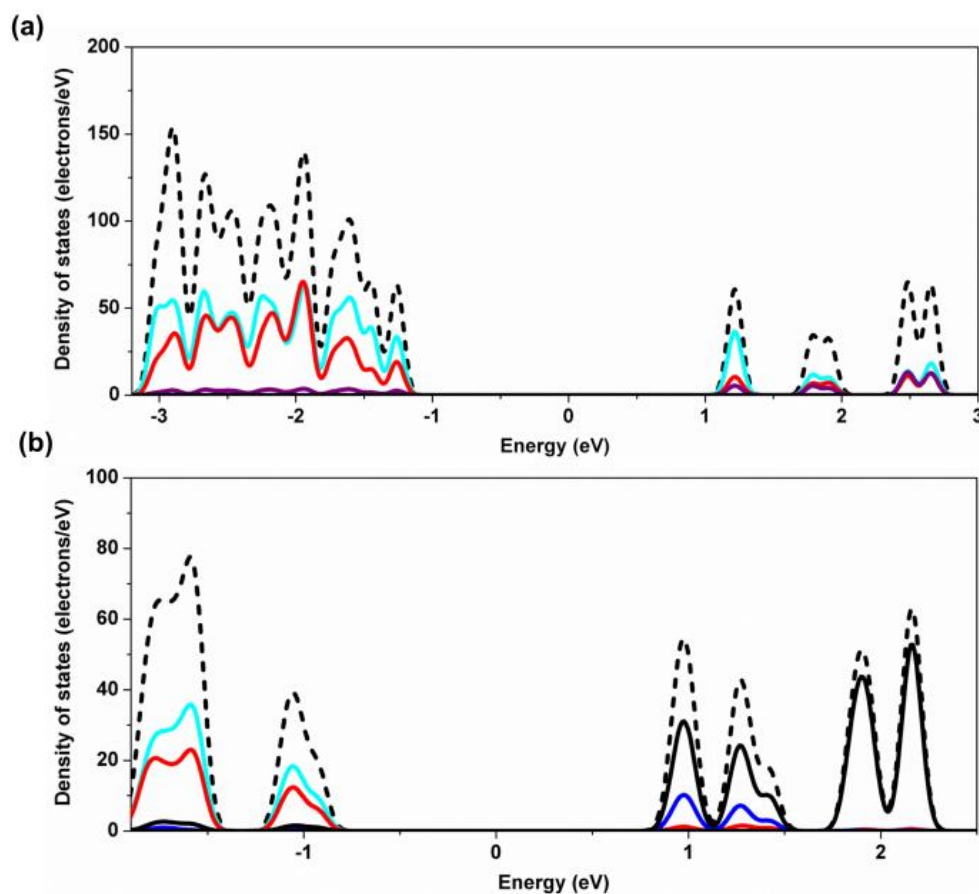 (a)
Density of states (electrons/eV)
200
150
100
50
0
-3 -2 -1 0 1 2 3
Energy (eV)
(b)
Density of states (electrons/eV)
100
80
60
40
20
0
-1 0 1 2
Energy (eV)